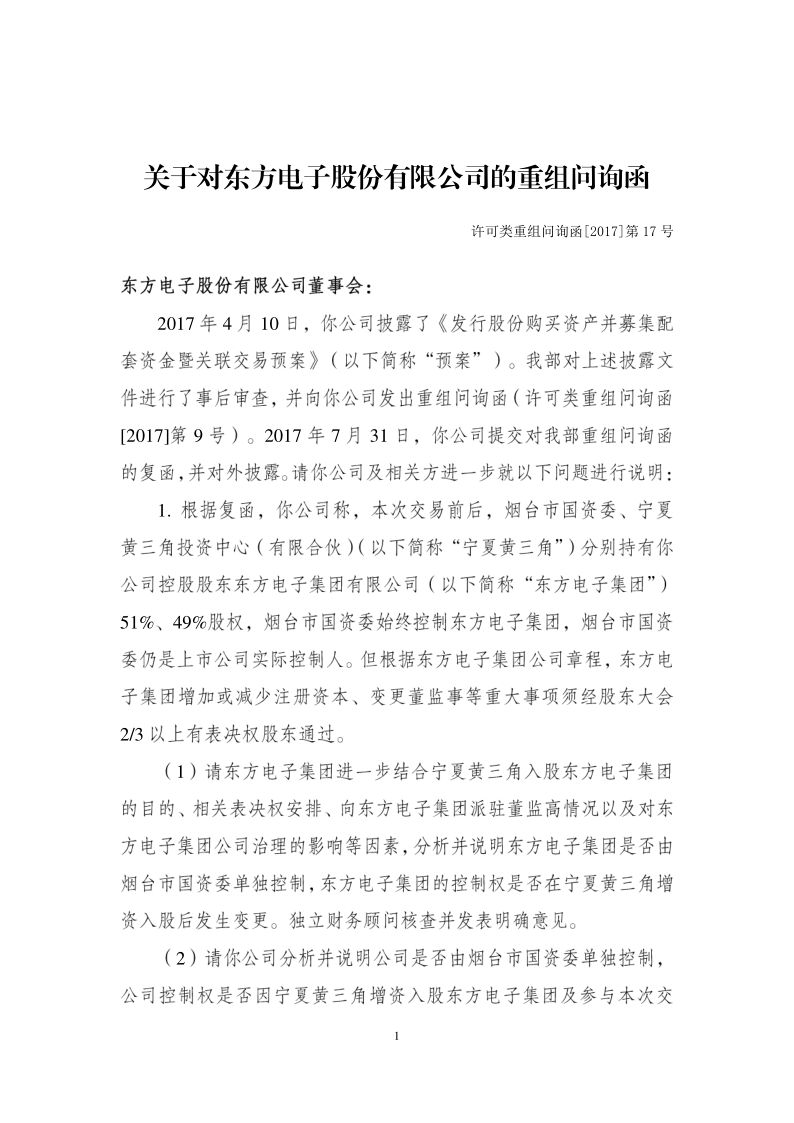 关于对东方电子股份有限公司的重组问询函
许可类重组问询函[2017]第 17 号
东方电子股份有限公司董事会：
2017 年 4 月 10 日，你公司披露了《发行股份购买资产并募集配
套资金暨关联交易预案》（以下简称“预案”）。我部对上述披露文
件进行了事后审查，并向你公司发出重组问询函（许可类重组问询函
[2017]第 9 号）。2017 年 7 月 31 日，你公司提交对我部重组问询函
的复函，并对外披露。请你公司及相关方进一步就以下问题进行说明：
1. 根据复函，你公司称，本次交易前后，烟台市国资委、宁夏
黄三角投资中心（有限合伙）（以下简称“宁夏黄三角”）分别持有你
公司控股股东东方电子集团有限公司（以下简称“东方电子集团”）
51%、49%股权，烟台市国资委始终控制东方电子集团，烟台市国资
委仍是上市公司实际控制人。但根据东方电子集团公司章程，东方电
子集团增加或减少注册资本、变更董监事等重大事项须经股东大会
2/3 以上有表决权股东通过。
（1）请东方电子集团进一步结合宁夏黄三角入股东方电子集团
的目的、相关表决权安排、向东方电子集团派驻董监高情况以及对东
方电子集团公司治理的影响等因素，分析并说明东方电子集团是否由
烟台市国资委单独控制，东方电子集团的控制权是否在宁夏黄三角增
资入股后发生变更。独立财务顾问核查并发表明确意见。
（2）请你公司分析并说明公司是否由烟台市国资委单独控制，
公司控制权是否因宁夏黄三角增资入股东方电子集团及参与本次交
1